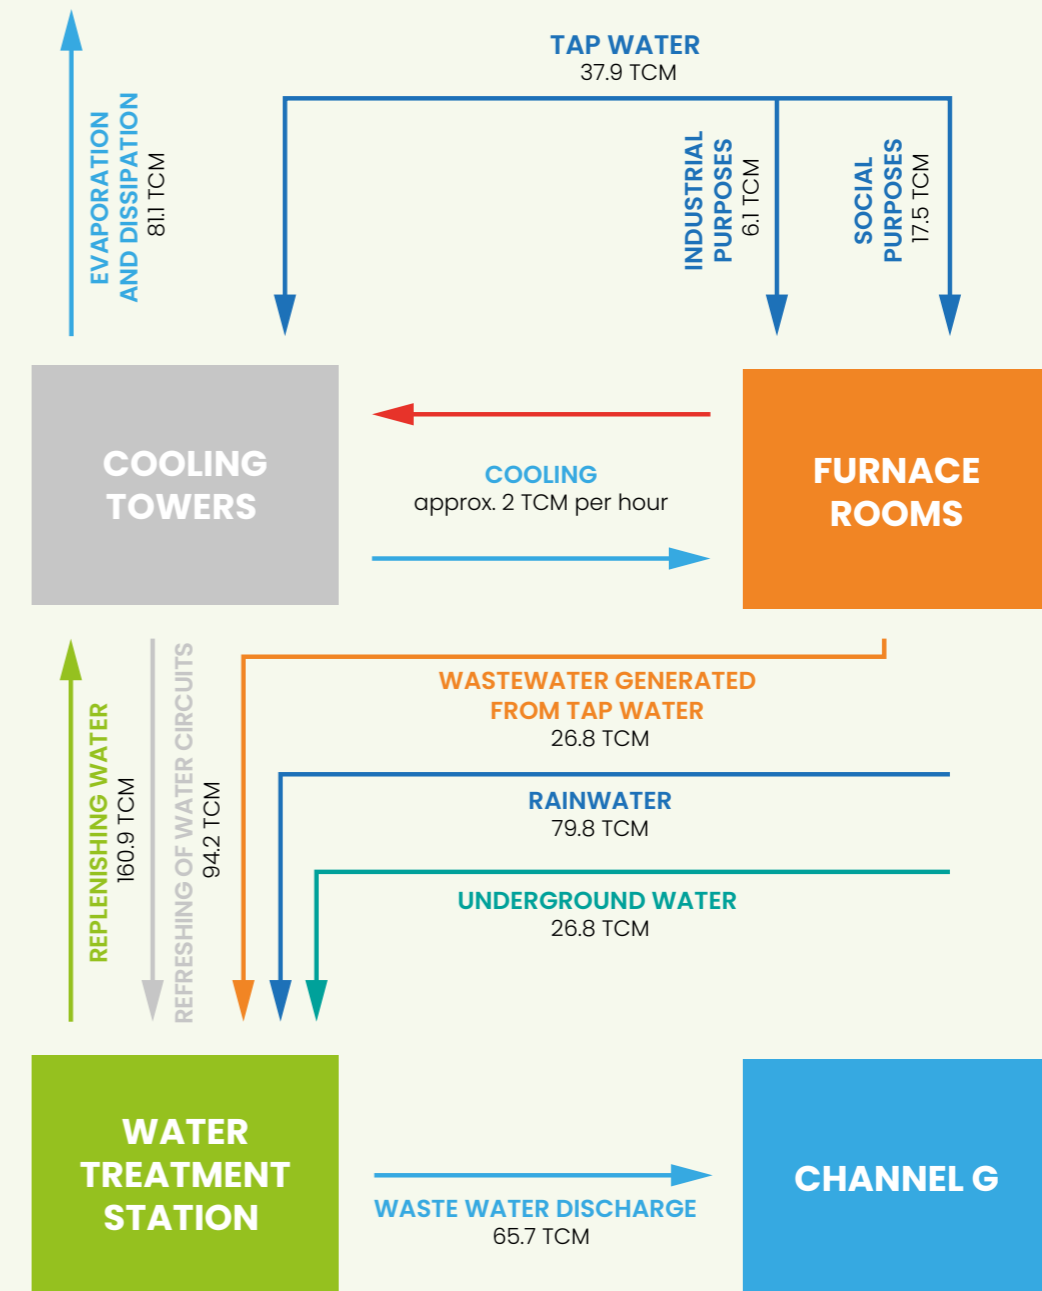 TAP WATER
37.9 TCM
EVAPORATION
AND DISSIPATION
81.1 TCM
INDUSTRIAL
PURPOSES
6.1 TCM
SOCIAL
PURPOSES
17.5 TCM
COOLING
TOWERS
COOLING
approx. 2 TCM per hour
FURNACE
ROOMS
REPLENISHING WATER
160.9 TCM
REFRESHING OF WATER CIRCUITS
94.2 TCM
WASTEWATER GENERATED
FROM TAP WATER
26.8 TCM
RAINWATER
79.8 TCM
UNDERGROUND WATER
26.8 TCM
WATER
TREATMENT
STATION
WASTE WATER DISCHARGE
65.7 TCM
CHANNEL G